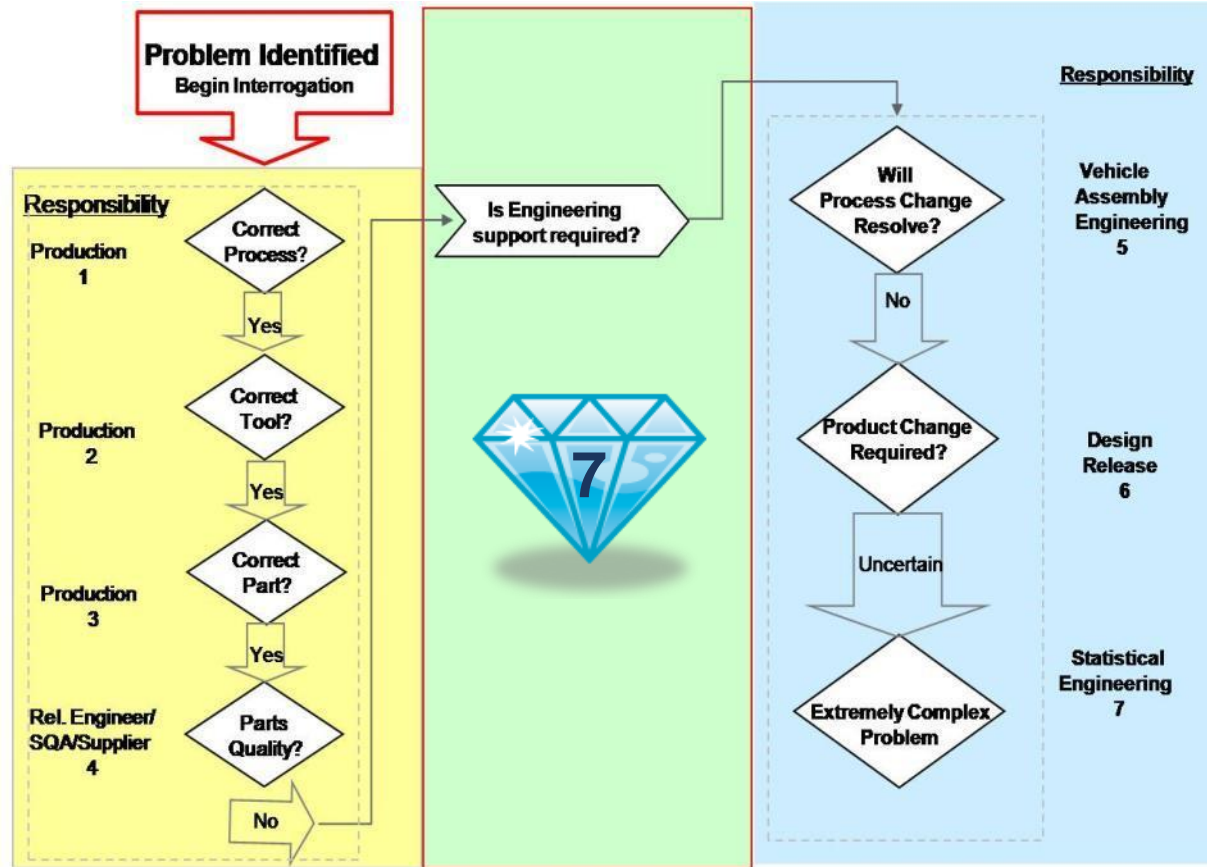 Problem Identified
Begin Interrogation
Responsibility
Production
1
Correct
Process?
Yes
Production
2
Correct
Tool?
Yes
Production
3
Correct
Part?
Yes
Rel. Engineer/
SQA/Supplier
4
Parts
Quality?
No
Is Engineering
support required?
7
Responsibility
Will
Process Change
Resolve?
Vehicle
Assembly
Engineering
5
No
Product Change
Required?
Design
Release
6
Uncertain
Extremely Complex
Problem
Statistical
Engineering
7